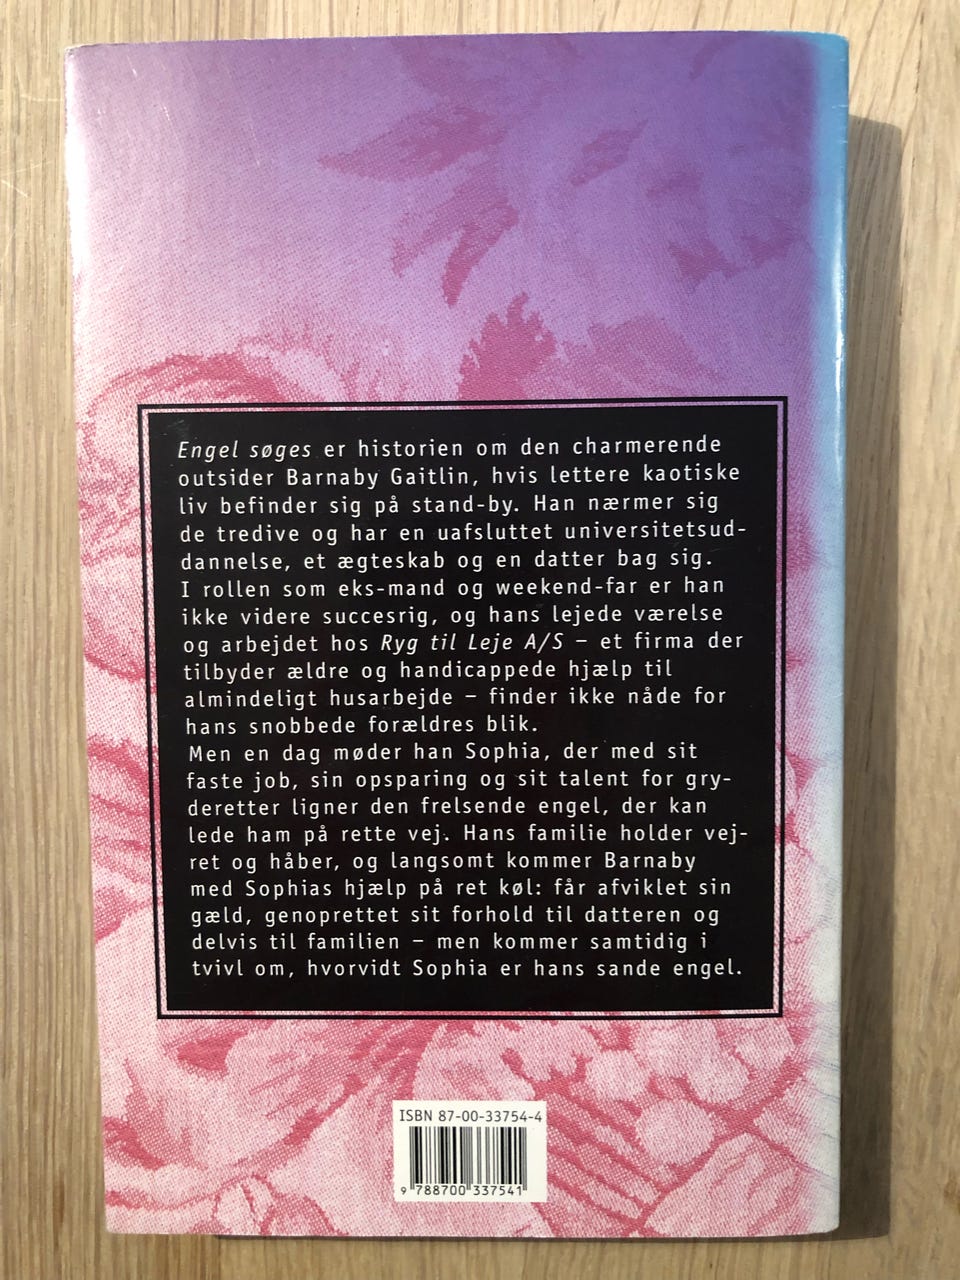 Engel søges er historien om den charmerende
outsider Barnaby Gaitlin, hvis lettere kaotiske
liv befinder sig på stand-by. Han nærmer sig
de tredive og har en uafsluttet universitetsud-
dannelse, et ægteskab og en datter bag sig.
I rollen som eks-mand og weekend-far er han
ikke videre succesrig, og hans lejede værelse
og arbejdet hos Ryg til Leje A/S – et firma der
tilbyder ældre og handicappede hjælp til
almindeligt husarbejde – finder ikke nåde for
hans snobbede forældres blik.
Men en dag møder han Sophia, der med sit
faste job, sin opsparing og sit talent for gry-
deretter ligner den frelsende engel, der kan
lede ham på rette vej. Hans familie holder vej-
ret og håber, og langsomt kommer Barnaby
med Sophias hjælp på ret køl: får afviklet sin
gæld, genoprettet sit forhold til datteren og
delvis til familien – men kommer samtidig i
tvivl om, hvorvidt Sophia er hans sande engel.
ISBN 87-00-33754-4
9 788700 337541